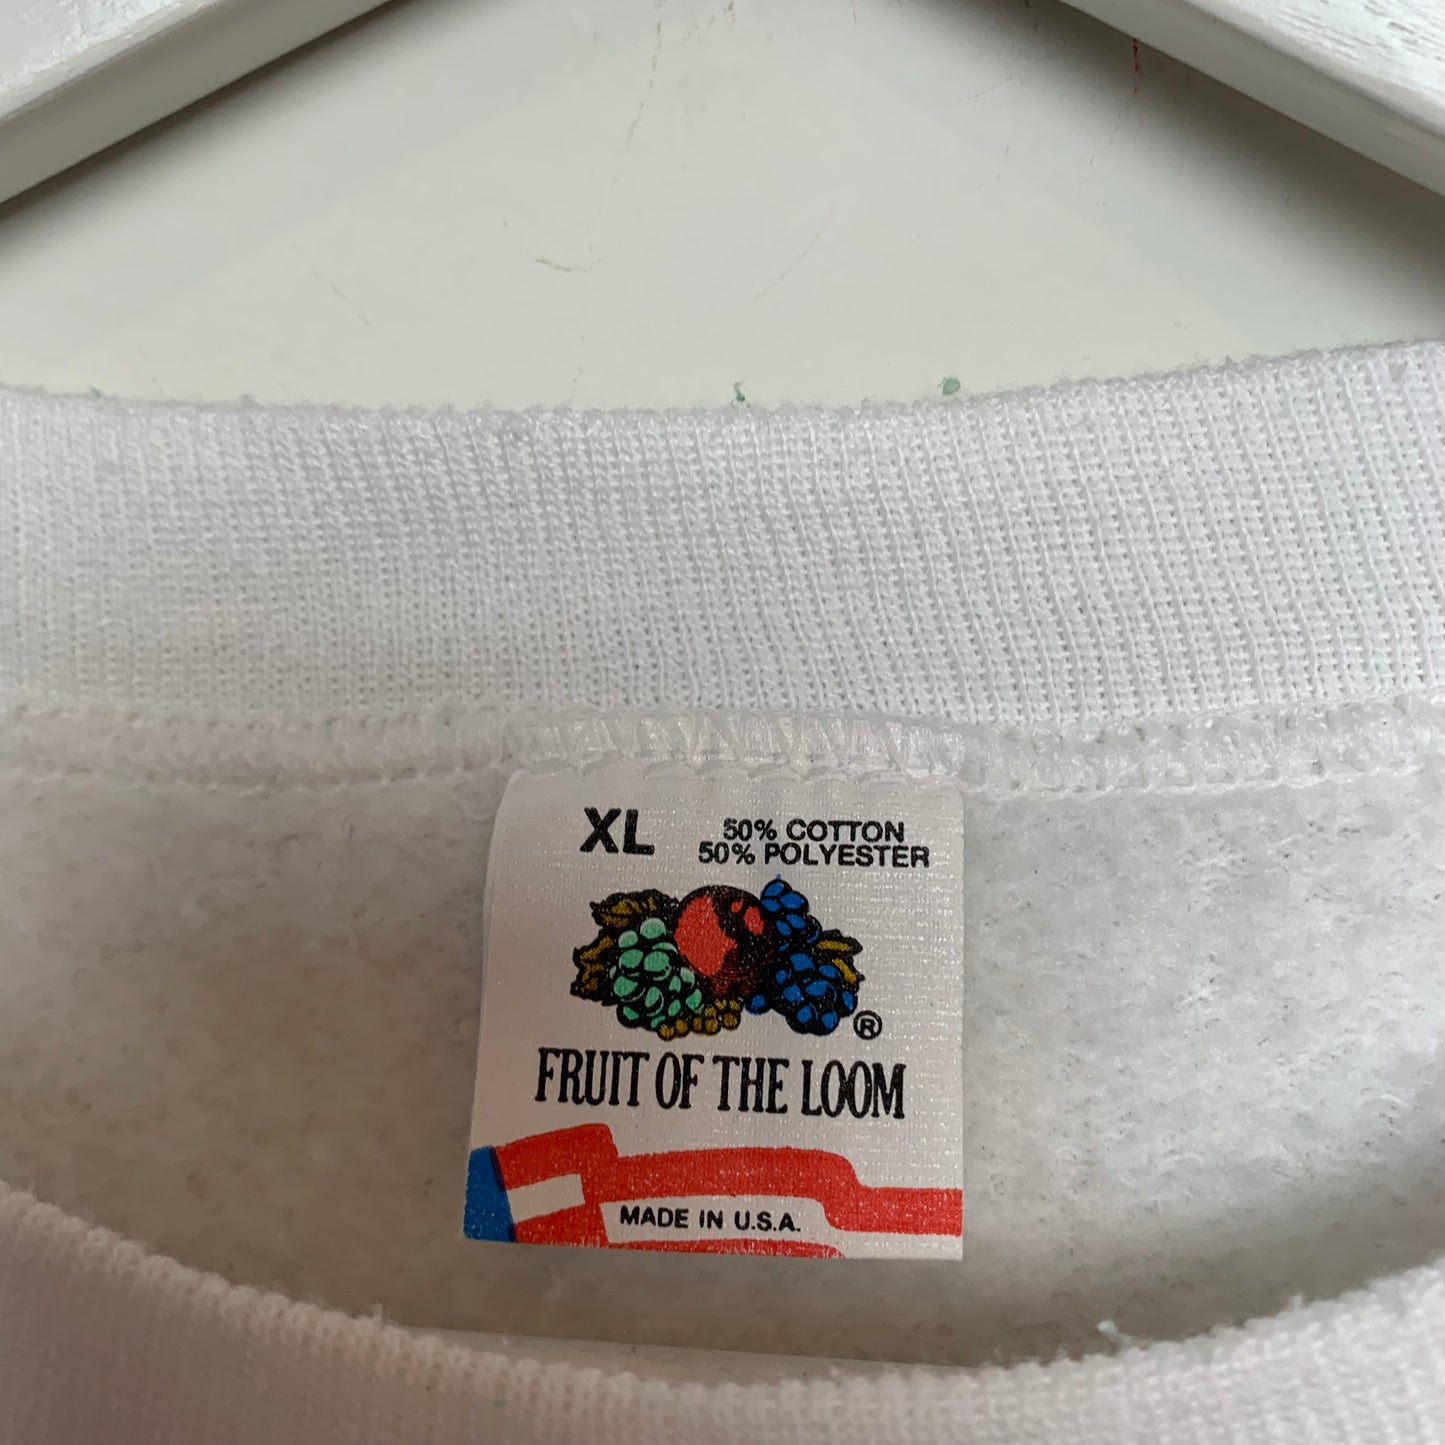 XL
50% COTTON
50% POLYESTER
®
FRUIT OF THE LOOM
MADE IN U.S.A.